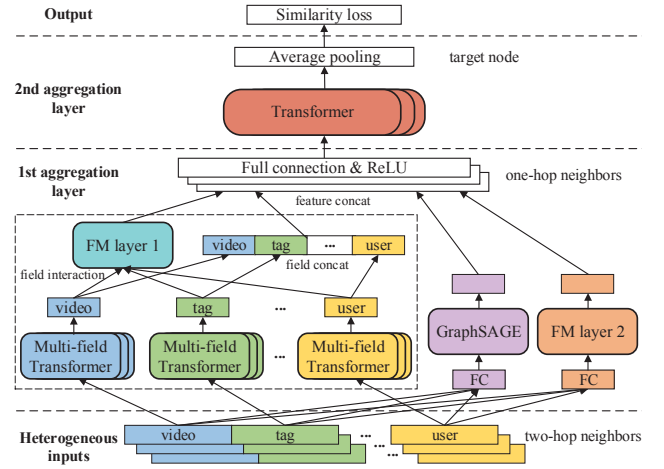 Output
Similarity loss
Average pooling
target node
2nd aggregation
layer
Transformer
1st aggregation
layer
Full connection & ReLU
one-hop neighbors
feature concat
FM layer 1
video
tag
...
user
field concat
field interaction
video
tag
...
user
GraphSAGE
FM layer 2
Multi-field
Transformer
Multi-field
Transformer
...
Multi-field
Transformer
FC
FC
Heterogeneous
inputs
video
tag
...
...
user
two-hop neighbors